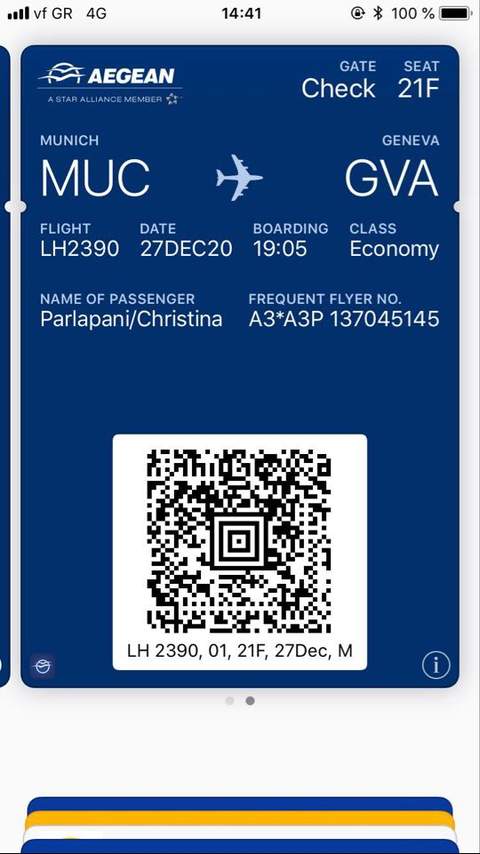 vf GR 4G 14:41 100 %
AEGEAN
A STAR ALLIANCE MEMBER
GATE SEAT
Check 21F
MUNICH GENEVA
MUC GVA
FLIGHT DATE BOARDING CLASS
LH2390 27DEC20 19:05 Economy
NAME OF PASSENGER FREQUENT FLYER NO.
Parlapani/Christina A3*A3P 137045145
LH 2390, 01, 21F, 27Dec, M
i